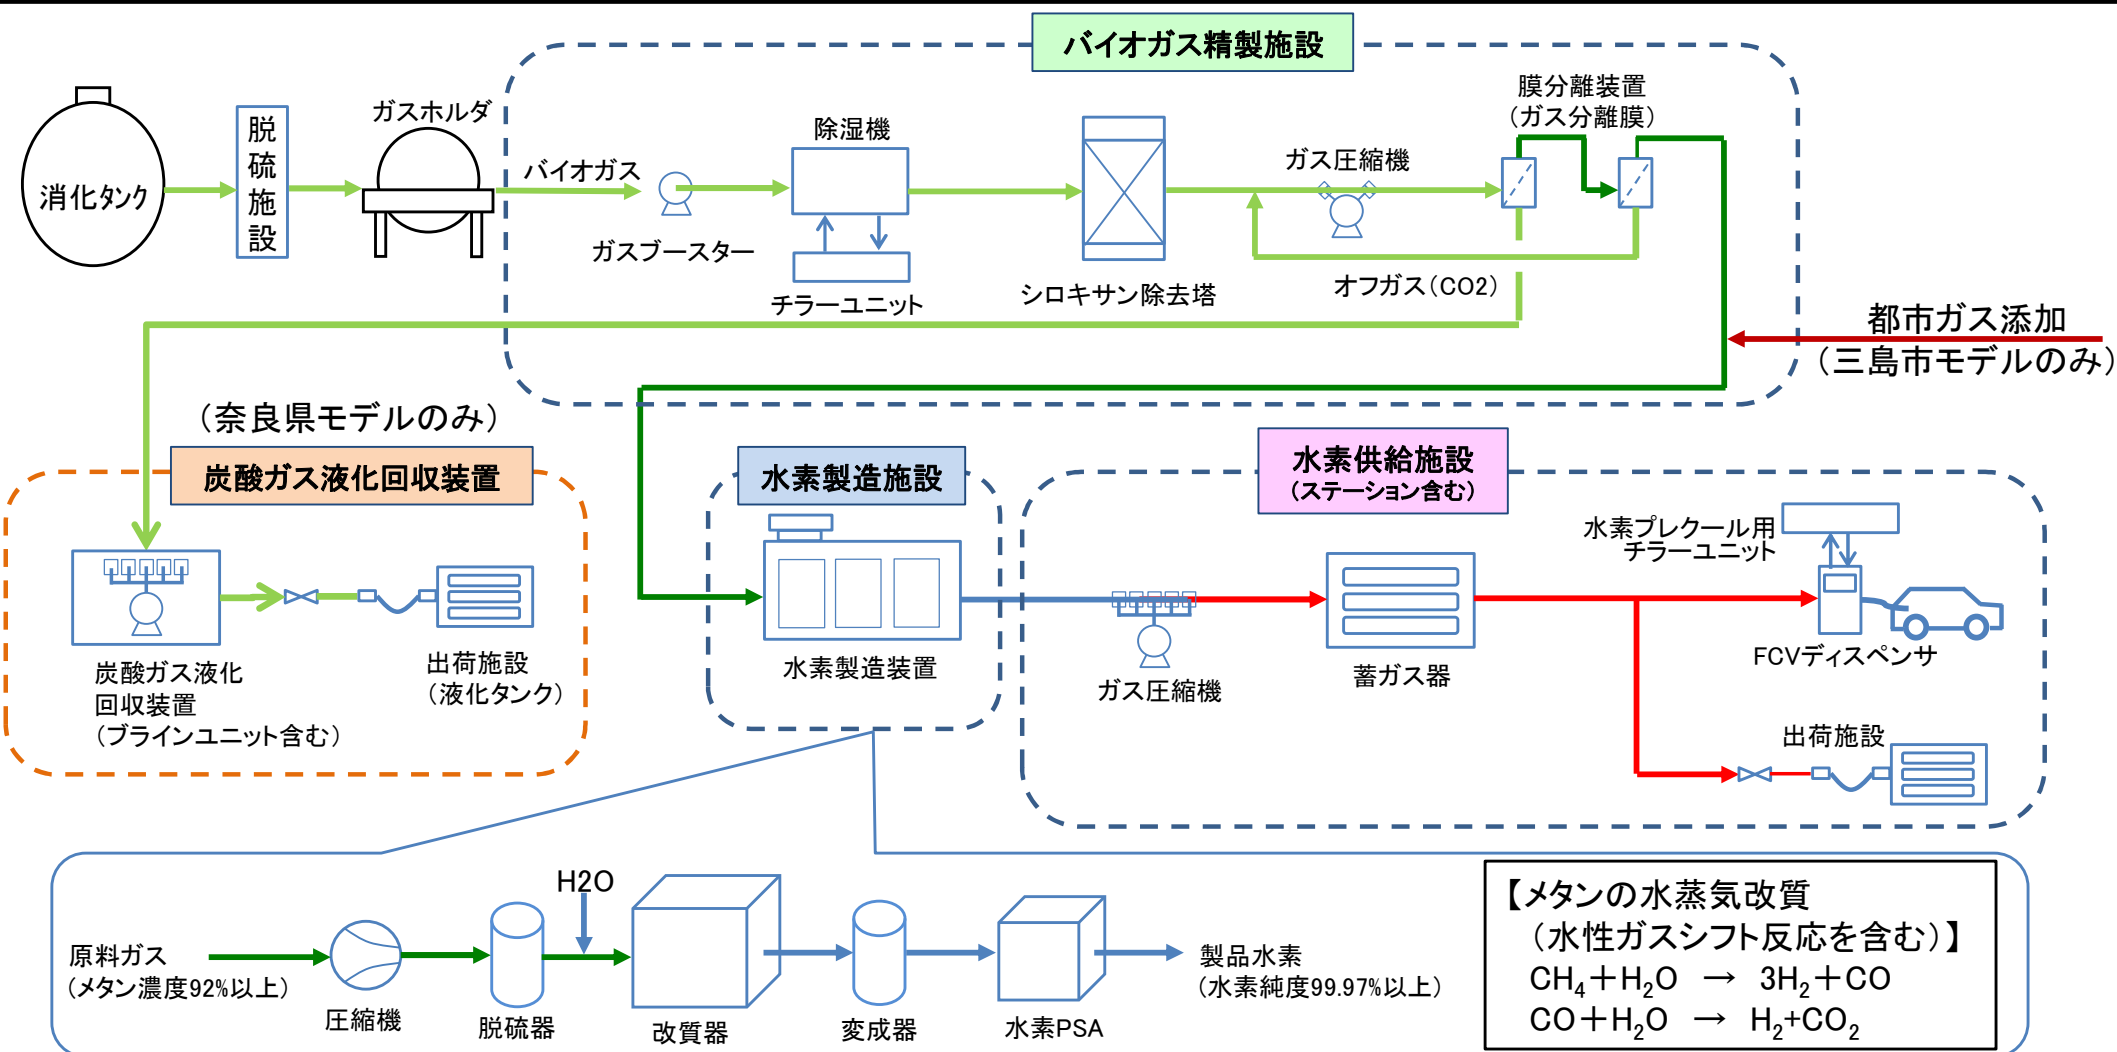 バイオガス精製施設
消化タンク
脱硫施設
ガスホルダ
バイオガス
ガスブースター
除湿機
チラーユニット
シロキサン除去塔
ガス圧縮機
膜分離装置
（ガス分離膜）
オフガス（CO2）
都市ガス添加
（三島市モデルのみ）
（奈良県モデルのみ）
炭酸ガス液化回収装置
炭酸ガス液化
回収装置
（ブラインユニット含む）
出荷施設
（液化タンク）
水素製造施設
水素製造装置
水素供給施設
（ステーション含む）
ガス圧縮機
蓄ガス器
水素プレクール用
チラーユニット
FCVディスペンサ
出荷施設
原料ガス
（メタン濃度92%以上）
圧縮機
脱硫器
H2O
改質器
変成器
水素PSA
製品水素
（水素純度99.97%以上）
【メタンの水蒸気改質
（水性ガスシフト反応を含む）】
CH₄＋H₂O → 3H₂＋CO
CO＋H₂O → H₂+CO₂